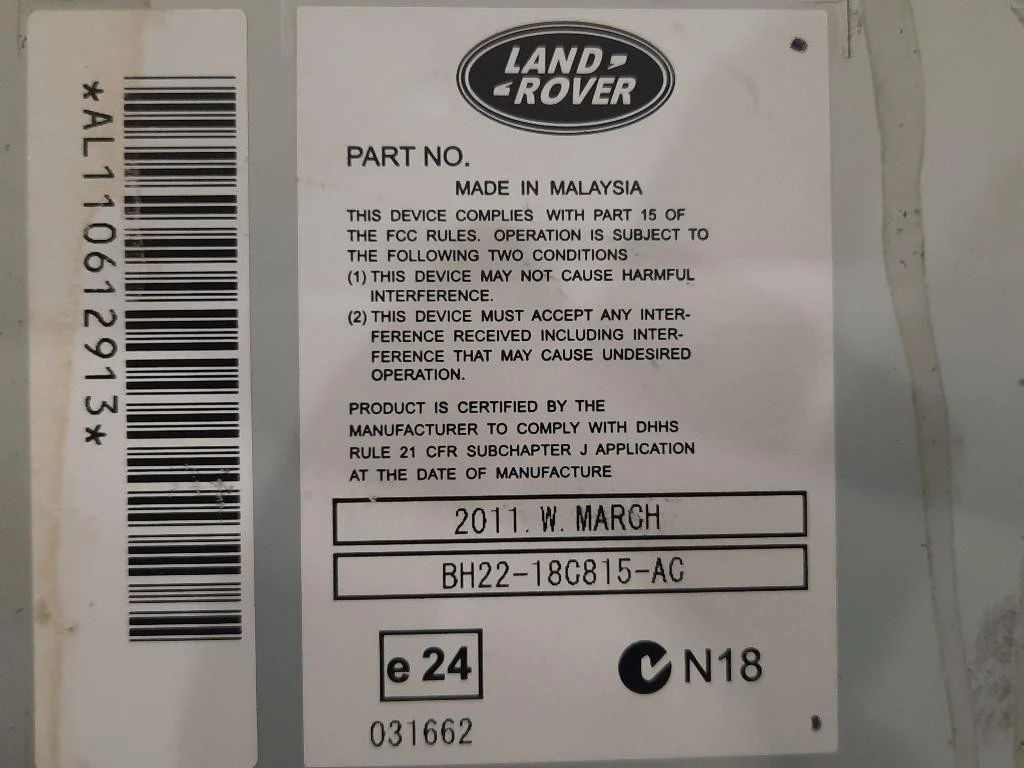 *AL110612913*
LAND
ROVER
PART NO.
MADE IN MALAYSIA
THIS DEVICE COMPLIES WITH PART 15 OF
THE FCC RULES. OPERATION IS SUBJECT TO
THE FOLLOWING TWO CONDITIONS
(1) THIS DEVICE MAY NOT CAUSE HARMFUL
INTERFERENCE.
(2) THIS DEVICE MUST ACCEPT ANY INTER-
FERENCE RECEIVED INCLUDING INTER-
FERENCE THAT MAY CAUSE UNDESIRED
OPERATION.
PRODUCT IS CERTIFIED BY THE
MANUFACTURER TO COMPLY WITH DHHS
RULE 21 CFR SUBCHAPTER J APPLICATION
AT THE DATE OF MANUFACTURE
2011. W. MARCH
BH22-18C815-AC
e 24
N18
031662